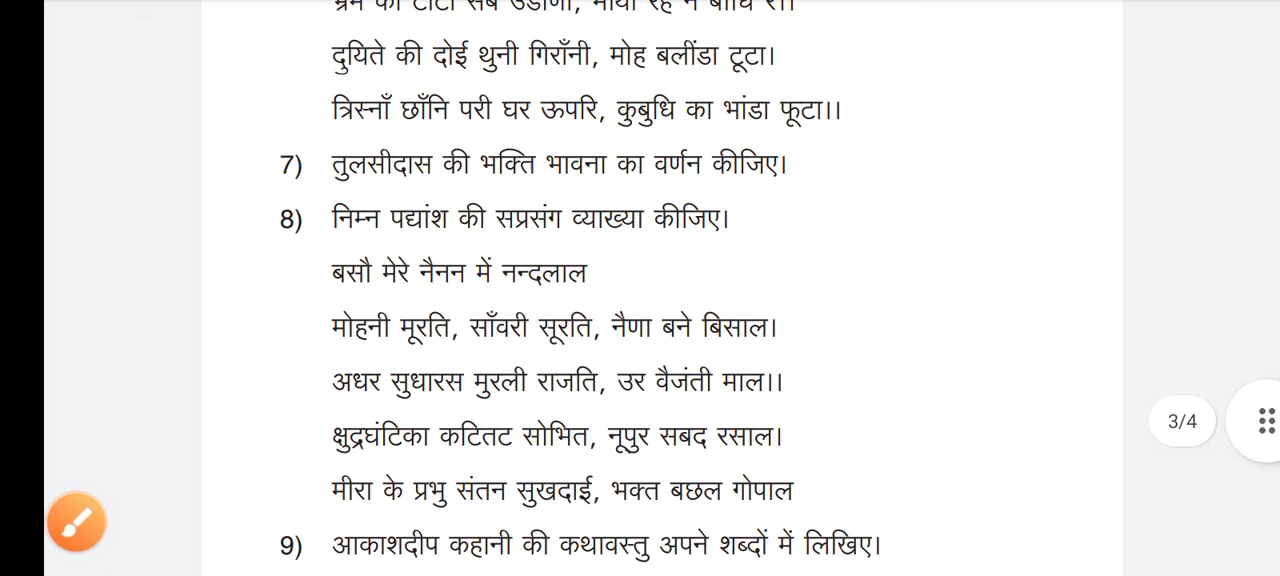 दुयिते की दोई थुनी गिराँनी, मोह बलींडा टूटा।
त्रिस्नाँ छाँनि परी घर ऊपरि, कुबुधि का भांडा फूटा।।
7) तुलसीदास की भक्ति भावना का वर्णन कीजिए।
8) निम्न पद्यांश की सप्रसंग व्याख्या कीजिए।
बसौ मेरे नैनन में नन्दलाल
मोहनी मूरति, साँवरी सूरति, नैणा बने बिसाल।
अधर सुधारस मुरली राजति, उर वैजंती माल।।
क्षुद्रघंटिका कटितट सोभित, नूपुर सबद रसाल।
3/4
मीरा के प्रभु संतन सुखदाई, भक्त बछल गोपाल
9) आकाशदीप कहानी की कथावस्तु अपने शब्दों में लिखिए।